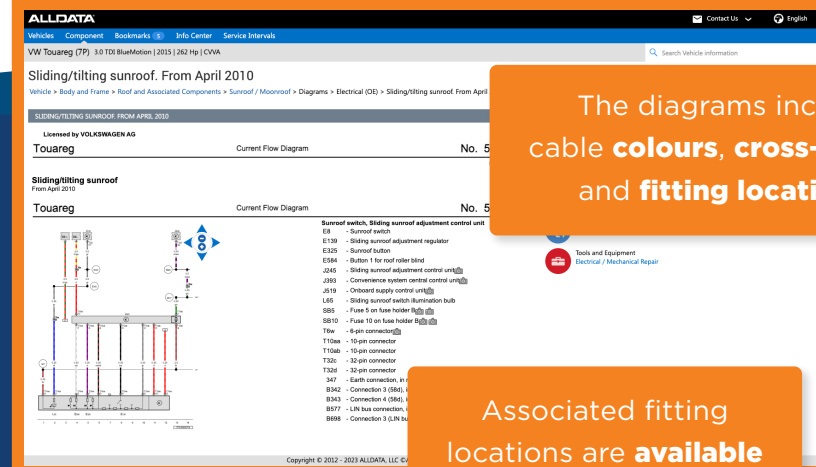 ALLDATA
Contact Us
English
Vehicles Component Bookmarks 5 Info Center Service Intervals
VW Touareg (7P) 3.0 TDI BlueMotion | 2015 | 262 Hp | CVVA
Search Vehicle information
Sliding/tilting sunroof. From April 2010
Vehicle > Body and Frame > Roof and Associated Components > Sunroof / Moonroof > Diagrams > Electrical (OE) > Sliding/tilting sunroof. From April
The diagrams inc
cable colours, cross-
and fitting locati
SLIDING/TILTING SUNROOF. FROM APRIL 2010
Licensed by VOLKSWAGEN AG
Touareg Current Flow Diagram No. 5
Sliding/tilting sunroof
From April 2010
Touareg Current Flow Diagram No. 5
Sunroof switch, Sliding sunroof adjustment control unit
E8 - Sunroof switch
E139 - Sliding sunroof adjustment regulator
E325 - Sunroof button
E584 - Button 1 for roof roller blind
J245 - Sliding sunroof adjustment control unit
J393 - Convenience system central control unit
J519 - Onboard supply control unit
L65 - Sliding sunroof switch illumination bulb
SB5 - Fuse 5 on fuse holder B
SB10 - Fuse 10 on fuse holder B
T6w - 6-pin connector
T10aa - 10-pin connector
T10ab - 10-pin connector
T32c - 32-pin connector
T32d - 32-pin connector
347 - Earth connection, in
B342 - Connection 3 (58d), i
B343 - Connection 4 (58d), i
B577 - LIN bus connection, i
B698 - Connection 3 (LIN bu
Tools and Equipment
Electrical / Mechanical Repair
Associated fitting
locations are available
Copyright © 2012 - 2023 ALLDATA, LLC